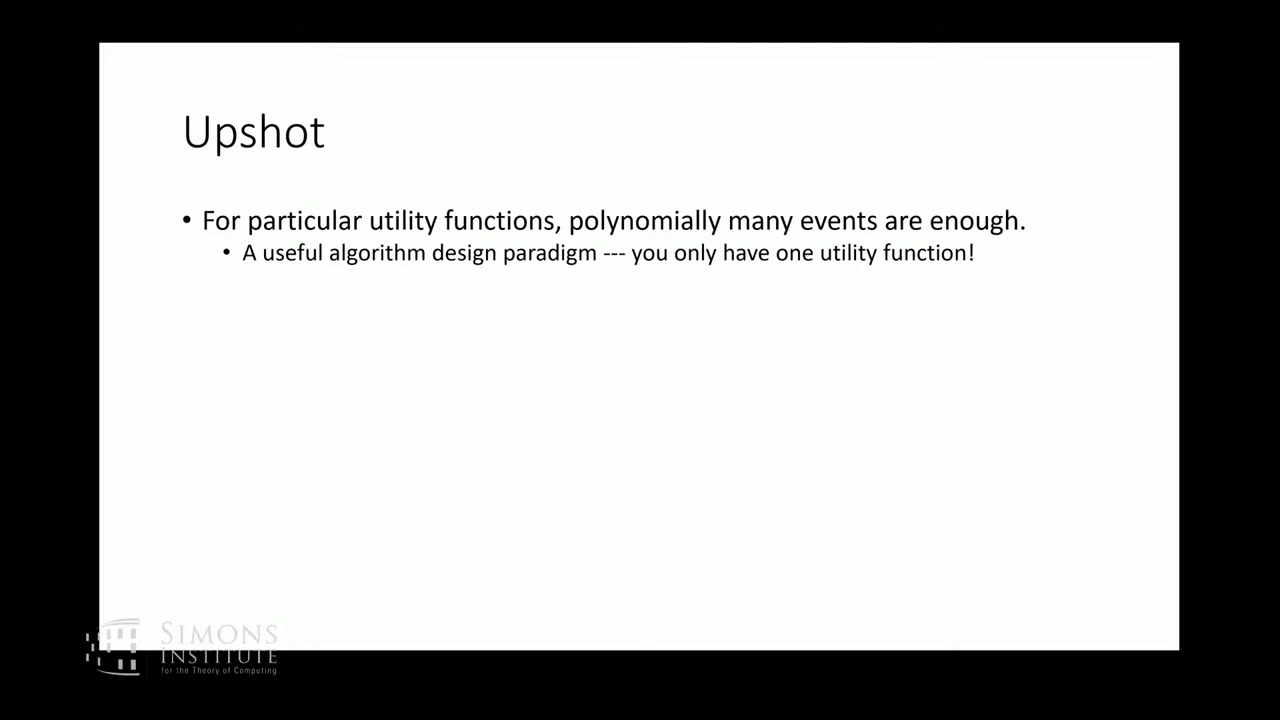 Upshot
• For particular utility functions, polynomially many events are enough.
• A useful algorithm design paradigm --- you only have one utility function!
SIMONS
INSTITUTE
for the Theory of Computing